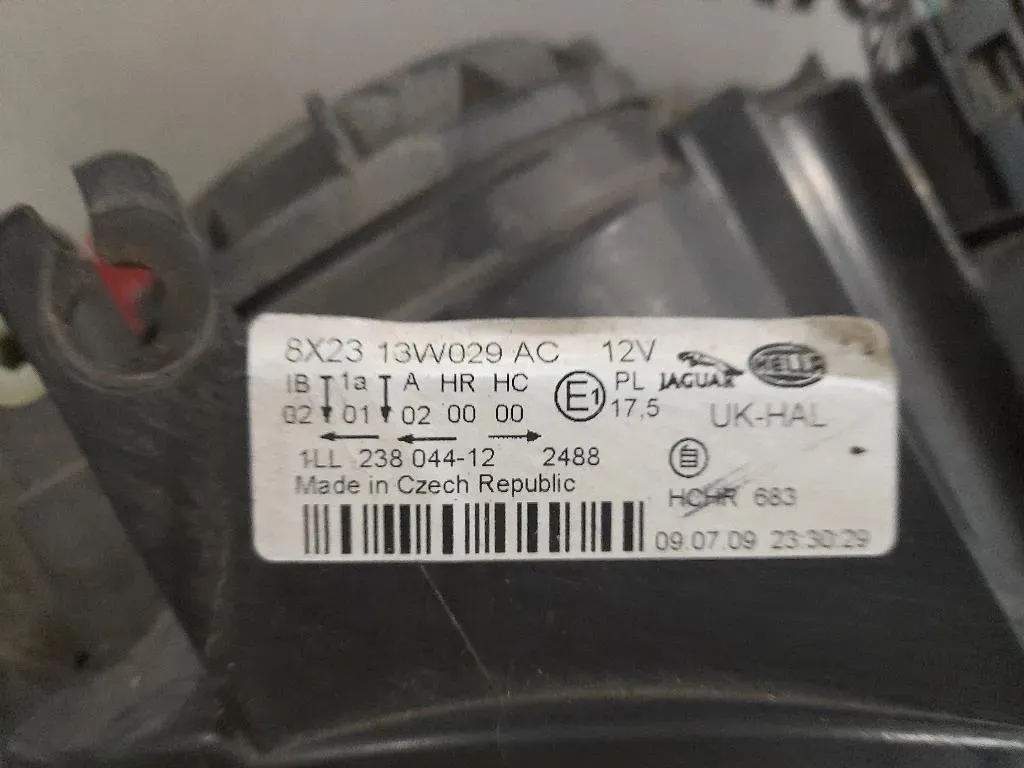 8X23 13W029 AC 12V JAGUAR HELLA
IB 1a A HR HC E1 PL
02 01 02 00 00 17,5 UK-HAL
1LL 238 044-12 2488 自
Made in Czech Republic
HCHR 683
09.07.09 23:30:29